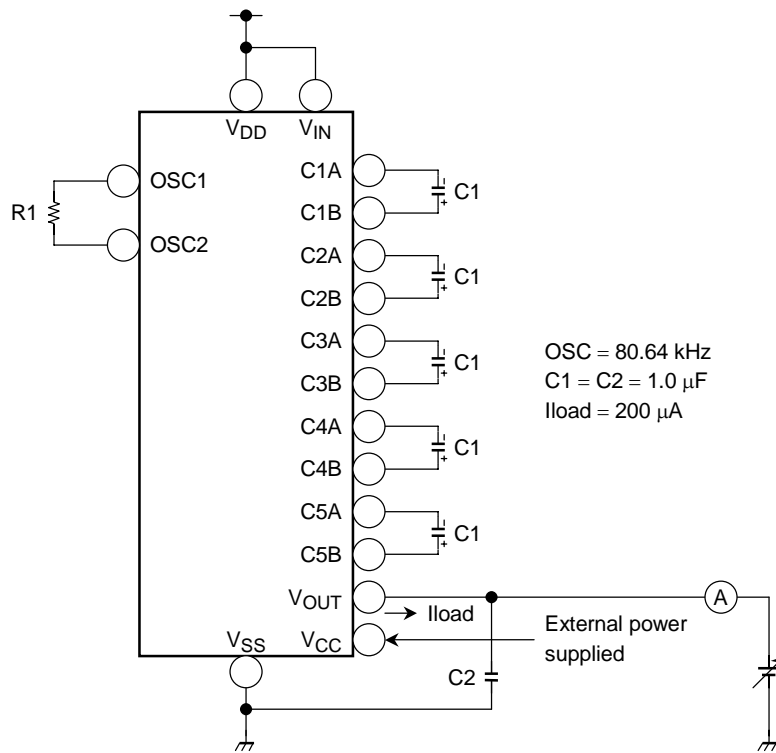 VDD
VIN
OSC1
OSC2
R1
C1A
C1B
C1
C2A
C2B
C1
C3A
C3B
C1
C4A
C4B
C1
C5A
C5B
C1
OSC = 80.64 kHz
C1 = C2 = 1.0 μF
Iload = 200 μA
VOUT
Iload
A
VSS
VCC
External power
supplied
C2